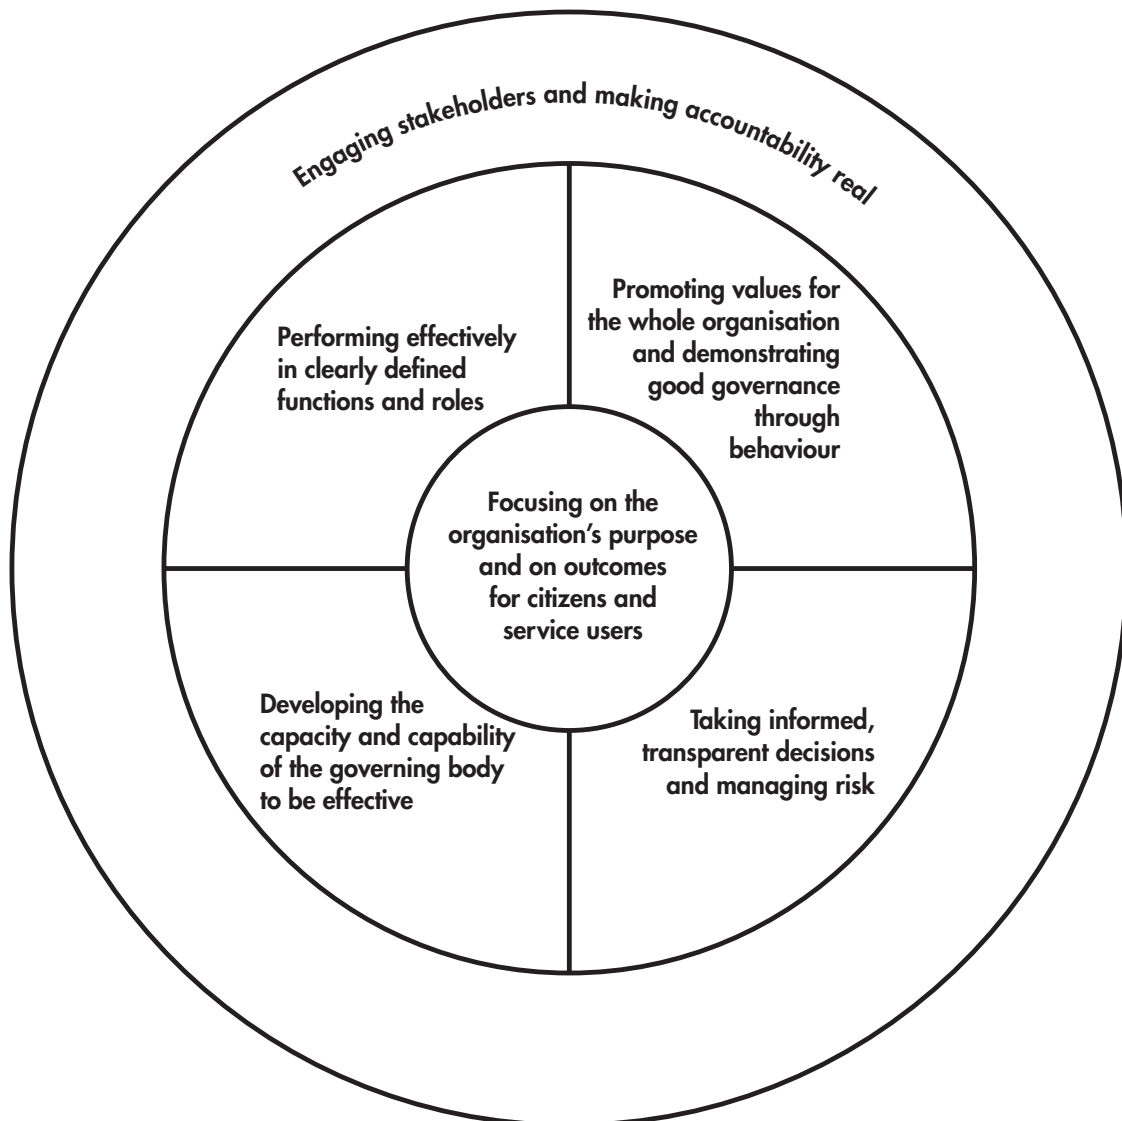 Engaging stakeholders and making accountability real
Performing effectively
in clearly defined
functions and roles
Promoting values for
the whole organisation
and demonstrating
good governance
through
behaviour
Focusing on the
organisation’s purpose
and on outcomes
for citizens and
service users
Developing the
capacity and capability
of the governing body
to be effective
Taking informed,
transparent decisions
and managing risk